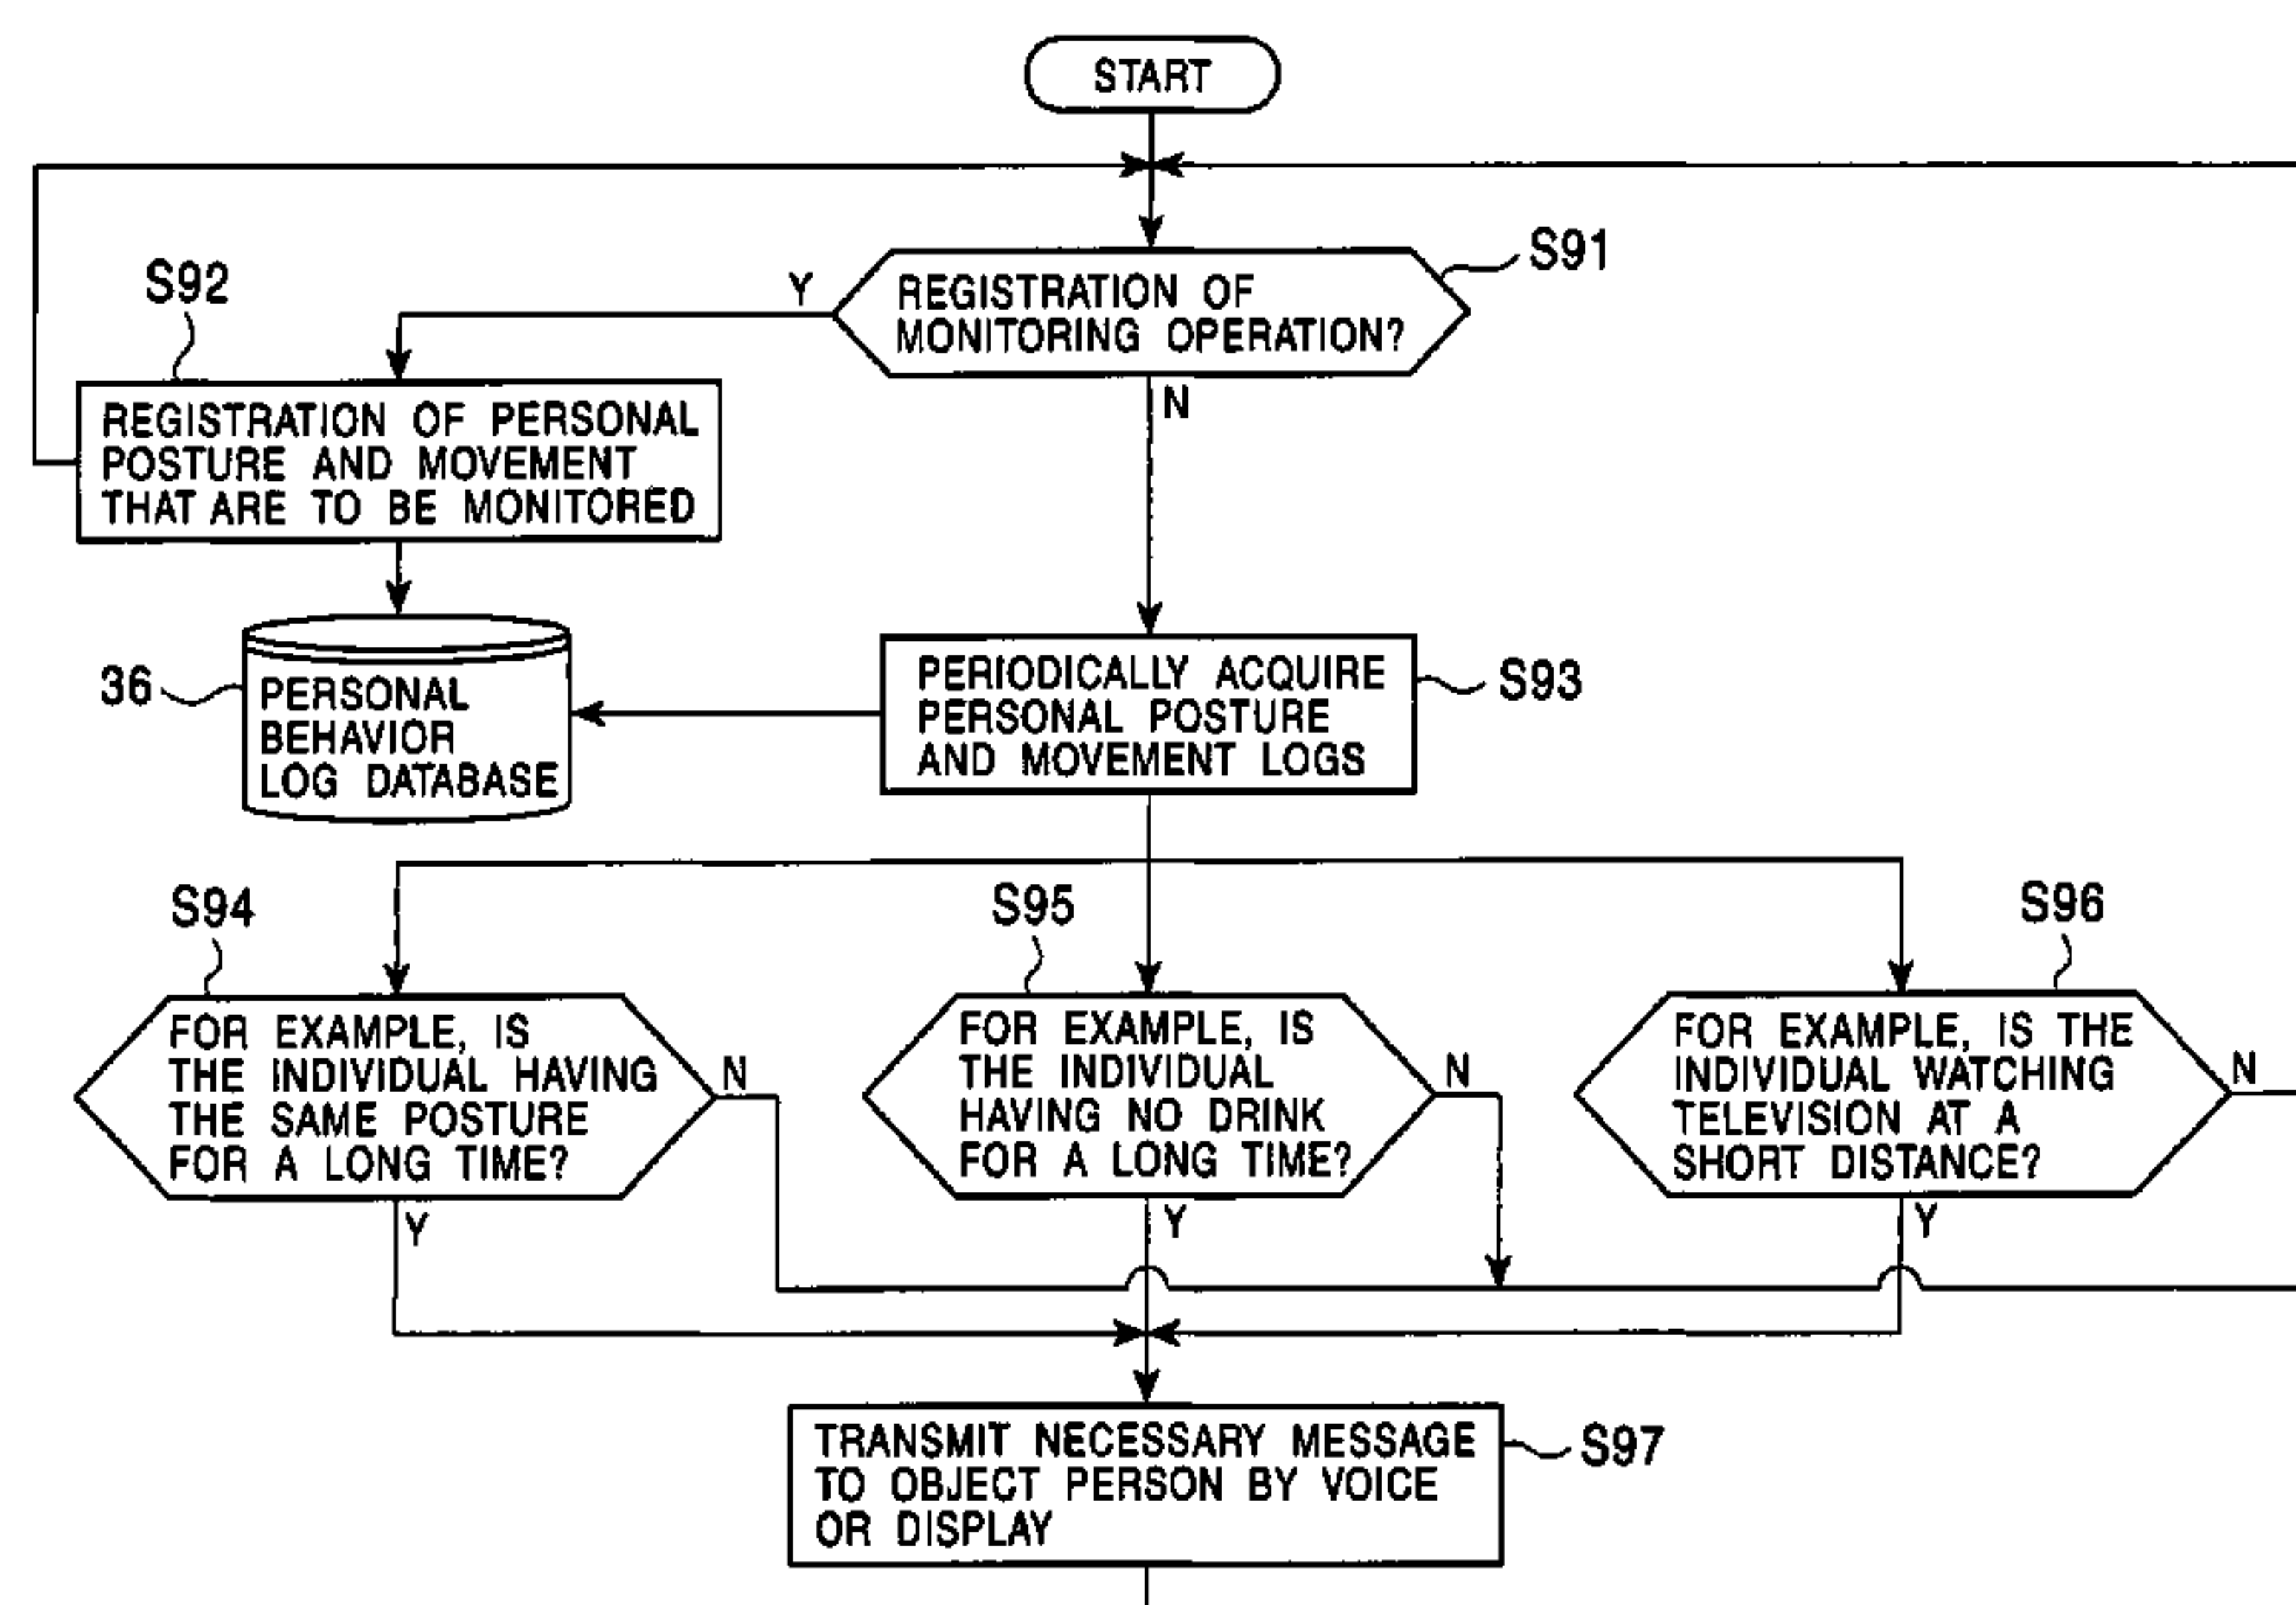 START
S91
Y
REGISTRATION OF
MONITORING OPERATION?
N
S92
REGISTRATION OF PERSONAL
POSTURE AND MOVEMENT
THAT ARE TO BE MONITORED
36
PERSONAL
BEHAVIOR
LOG DATABASE
PERIODICALLY ACQUIRE
PERSONAL POSTURE
AND MOVEMENT LOGS
S93
S94
FOR EXAMPLE, IS
THE INDIVIDUAL HAVING
THE SAME POSTURE
FOR A LONG TIME?
N
Y
S95
FOR EXAMPLE, IS
THE INDIVIDUAL
HAVING NO DRINK
FOR A LONG TIME?
N
Y
S96
FOR EXAMPLE, IS THE
INDIVIDUAL WATCHING
TELEVISION AT A
SHORT DISTANCE?
N
Y
TRANSMIT NECESSARY MESSAGE
TO OBJECT PERSON BY VOICE
OR DISPLAY
S97